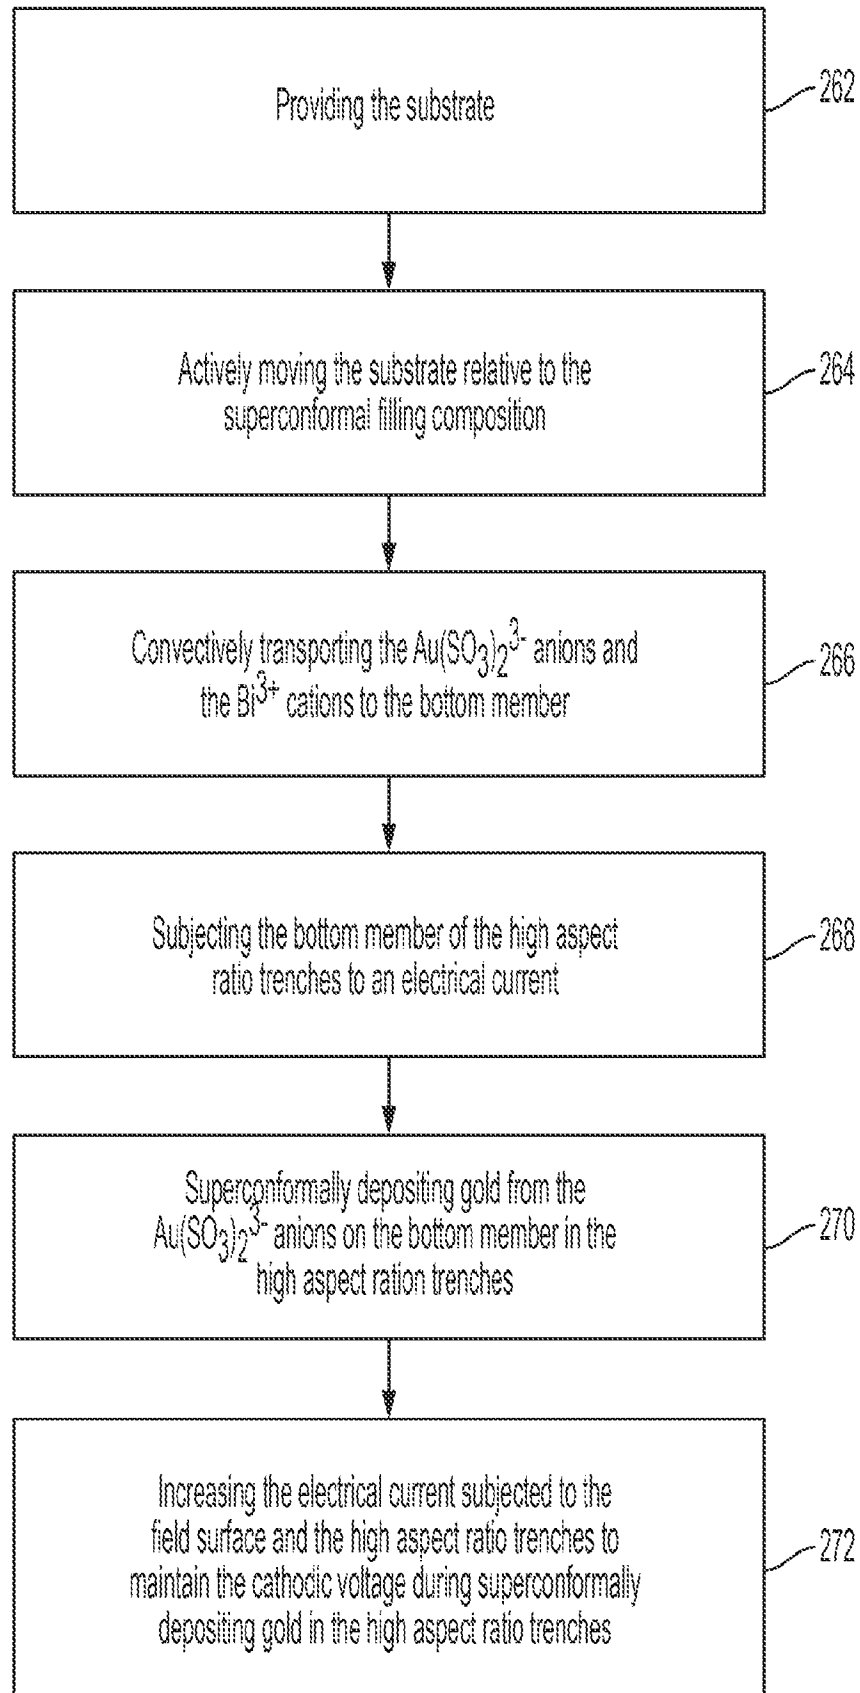 Providing the substrate
262
Actively moving the substrate relative to the
superconformal filling composition
264
Convectively transporting the Au(SO3)2^3- anions and
the Bi^3+ cations to the bottom member
266
Subjecting the bottom member of the high aspect
ratio trenches to an electrical current
268
Superconformally depositing gold from the
Au(SO3)2^3- anions on the bottom member in the
high aspect ration trenches
270
Increasing the electrical current subjected to the
field surface and the high aspect ratio trenches to
maintain the cathodic voltage during superconformally
depositing gold in the high aspect ratio trenches
272